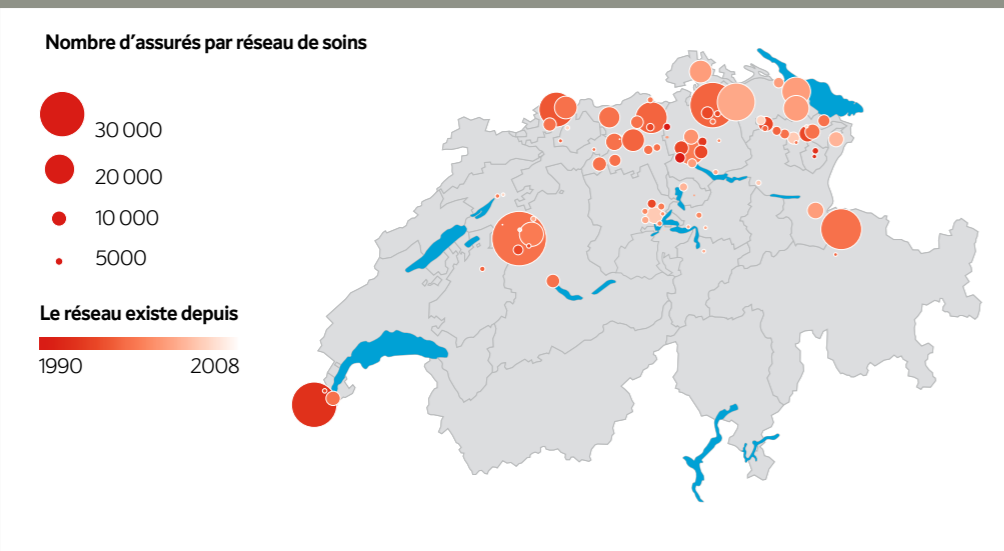 Nombre d’assurés par réseau de soins
30 000
20 000
10 000
5000
Le réseau existe depuis
1990 2008